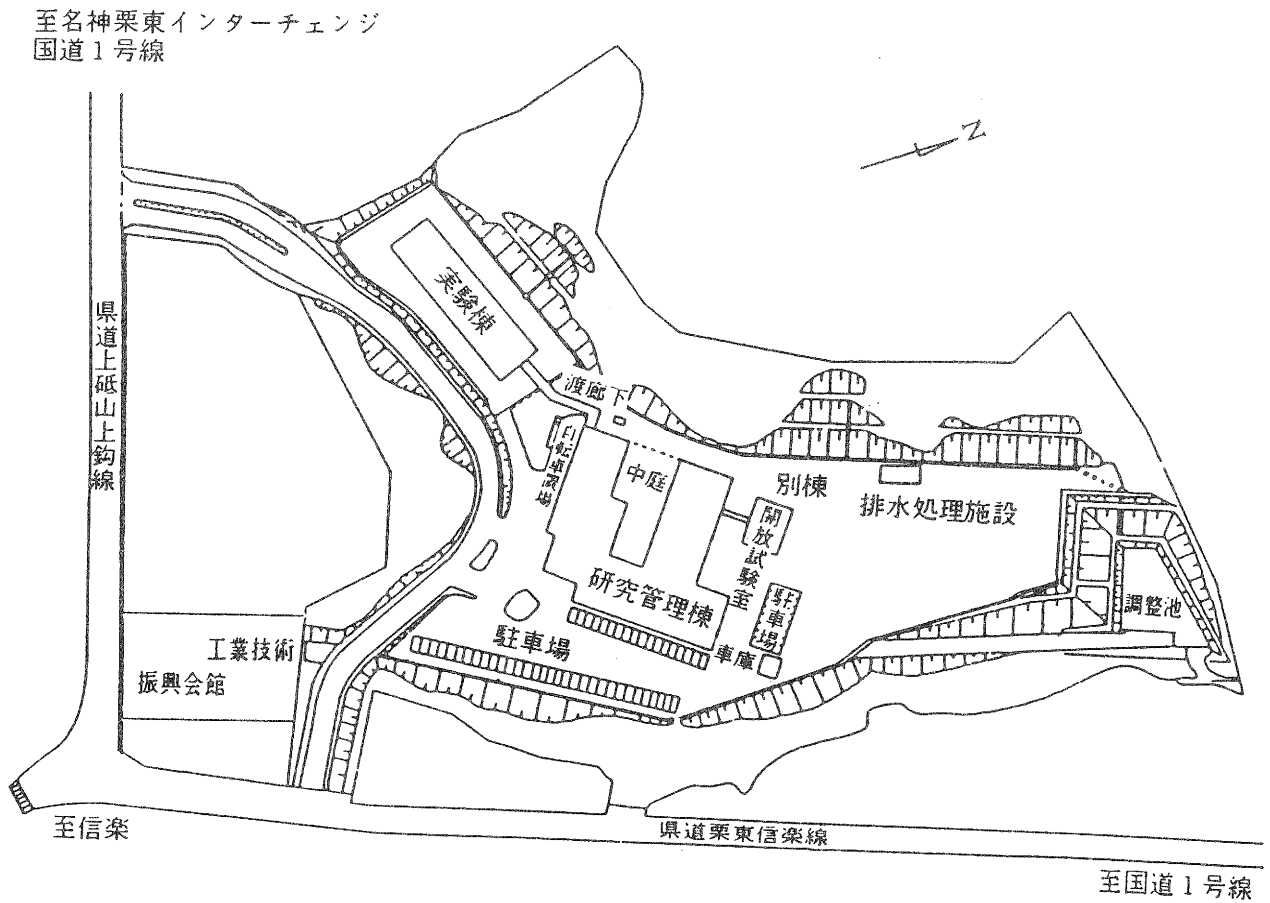 至名神栗東インターチェンジ
国道1号線
N
県道上砥山上鈎線
実験棟
渡廊下
自転車置場
中庭
別棟
排水処理施設
開放試験室
研究管理棟
駐車場
調整池
駐車場
車庫
工業技術
振興会館
至信楽
県道栗東信楽線
至国道1号線